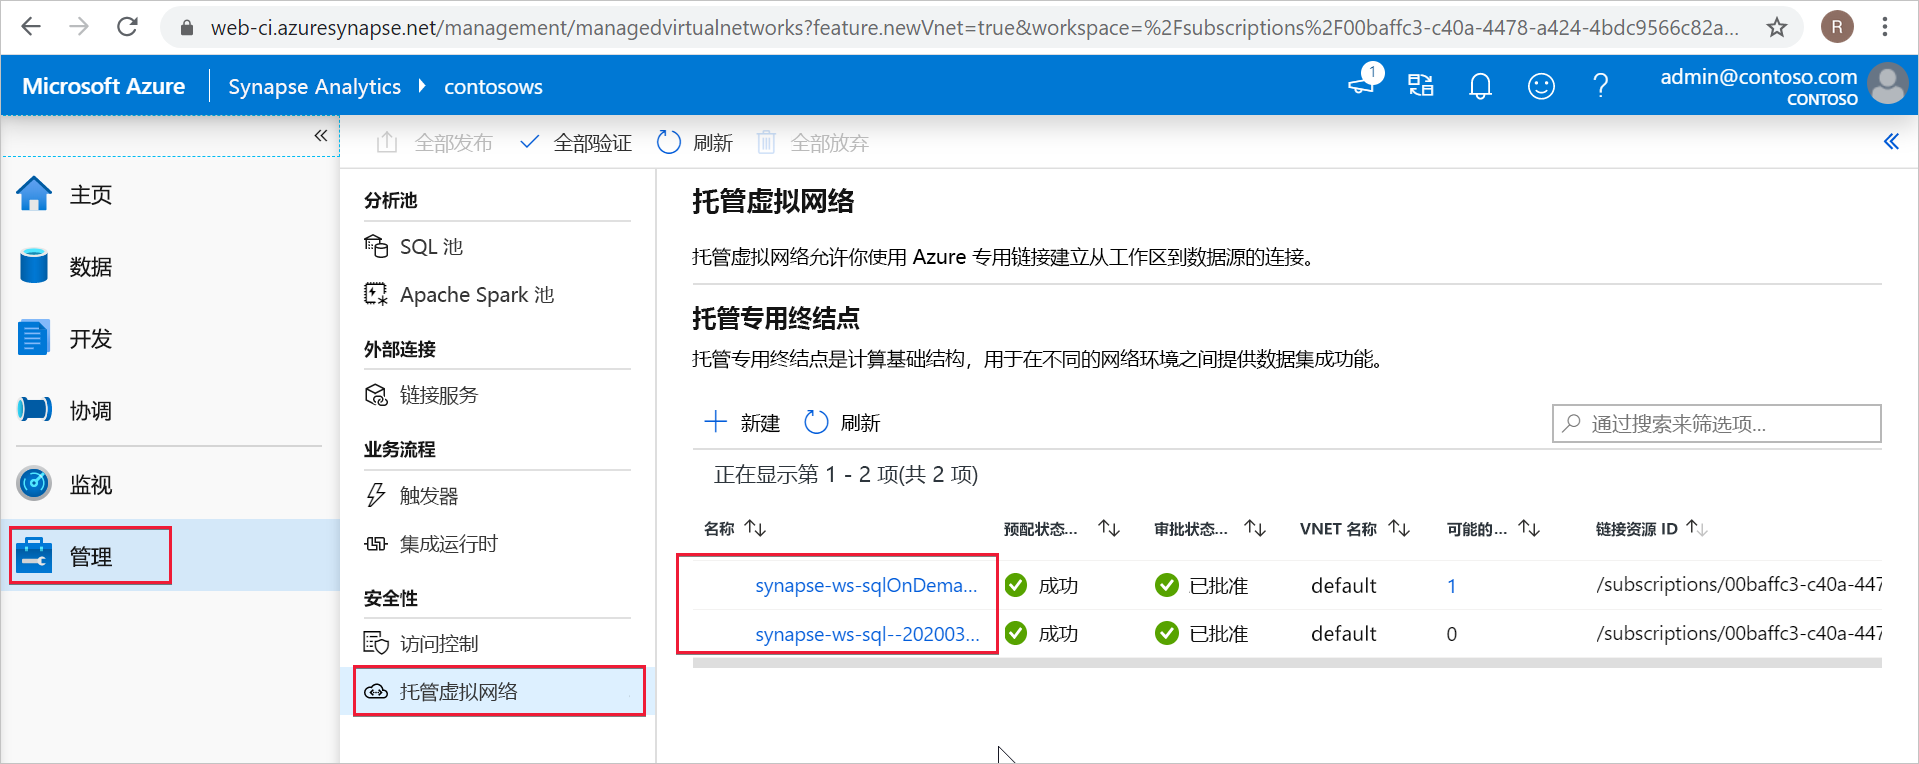 web-ci.azuresynapse.net/management/managedvirtualnetworks?feature.newVnet=true&workspace=%2Fsubscriptions%2F00baffc3-c40a-4478-a424-4bdc9566c82a...
R
Microsoft Azure
Synapse Analytics
contosows
1
admin@contoso.com
CONTOSO
全部发布
全部验证
刷新
全部放弃
主页
数据
开发
协调
监视
管理
分析池
SQL 池
Apache Spark 池
外部连接
链接服务
业务流程
触发器
集成运行时
安全性
访问控制
托管虚拟网络
托管虚拟网络
托管虚拟网络允许你使用 Azure 专用链接建立从工作区到数据源的连接。
托管专用终结点
托管专用终结点是计算基础结构，用于在不同的网络环境之间提供数据集成功能。
新建
刷新
通过搜索来筛选项...
正在显示第 1 - 2 项(共 2 项)
名称 预配状态... 审批状态... VNET 名称 可能的... 链接资源 ID
synapse-ws-sqlOnDema... 成功 已批准 default 1 /subscriptions/00baffc3-c40a-447
synapse-ws-sql--202003... 成功 已批准 default 0 /subscriptions/00baffc3-c40a-447